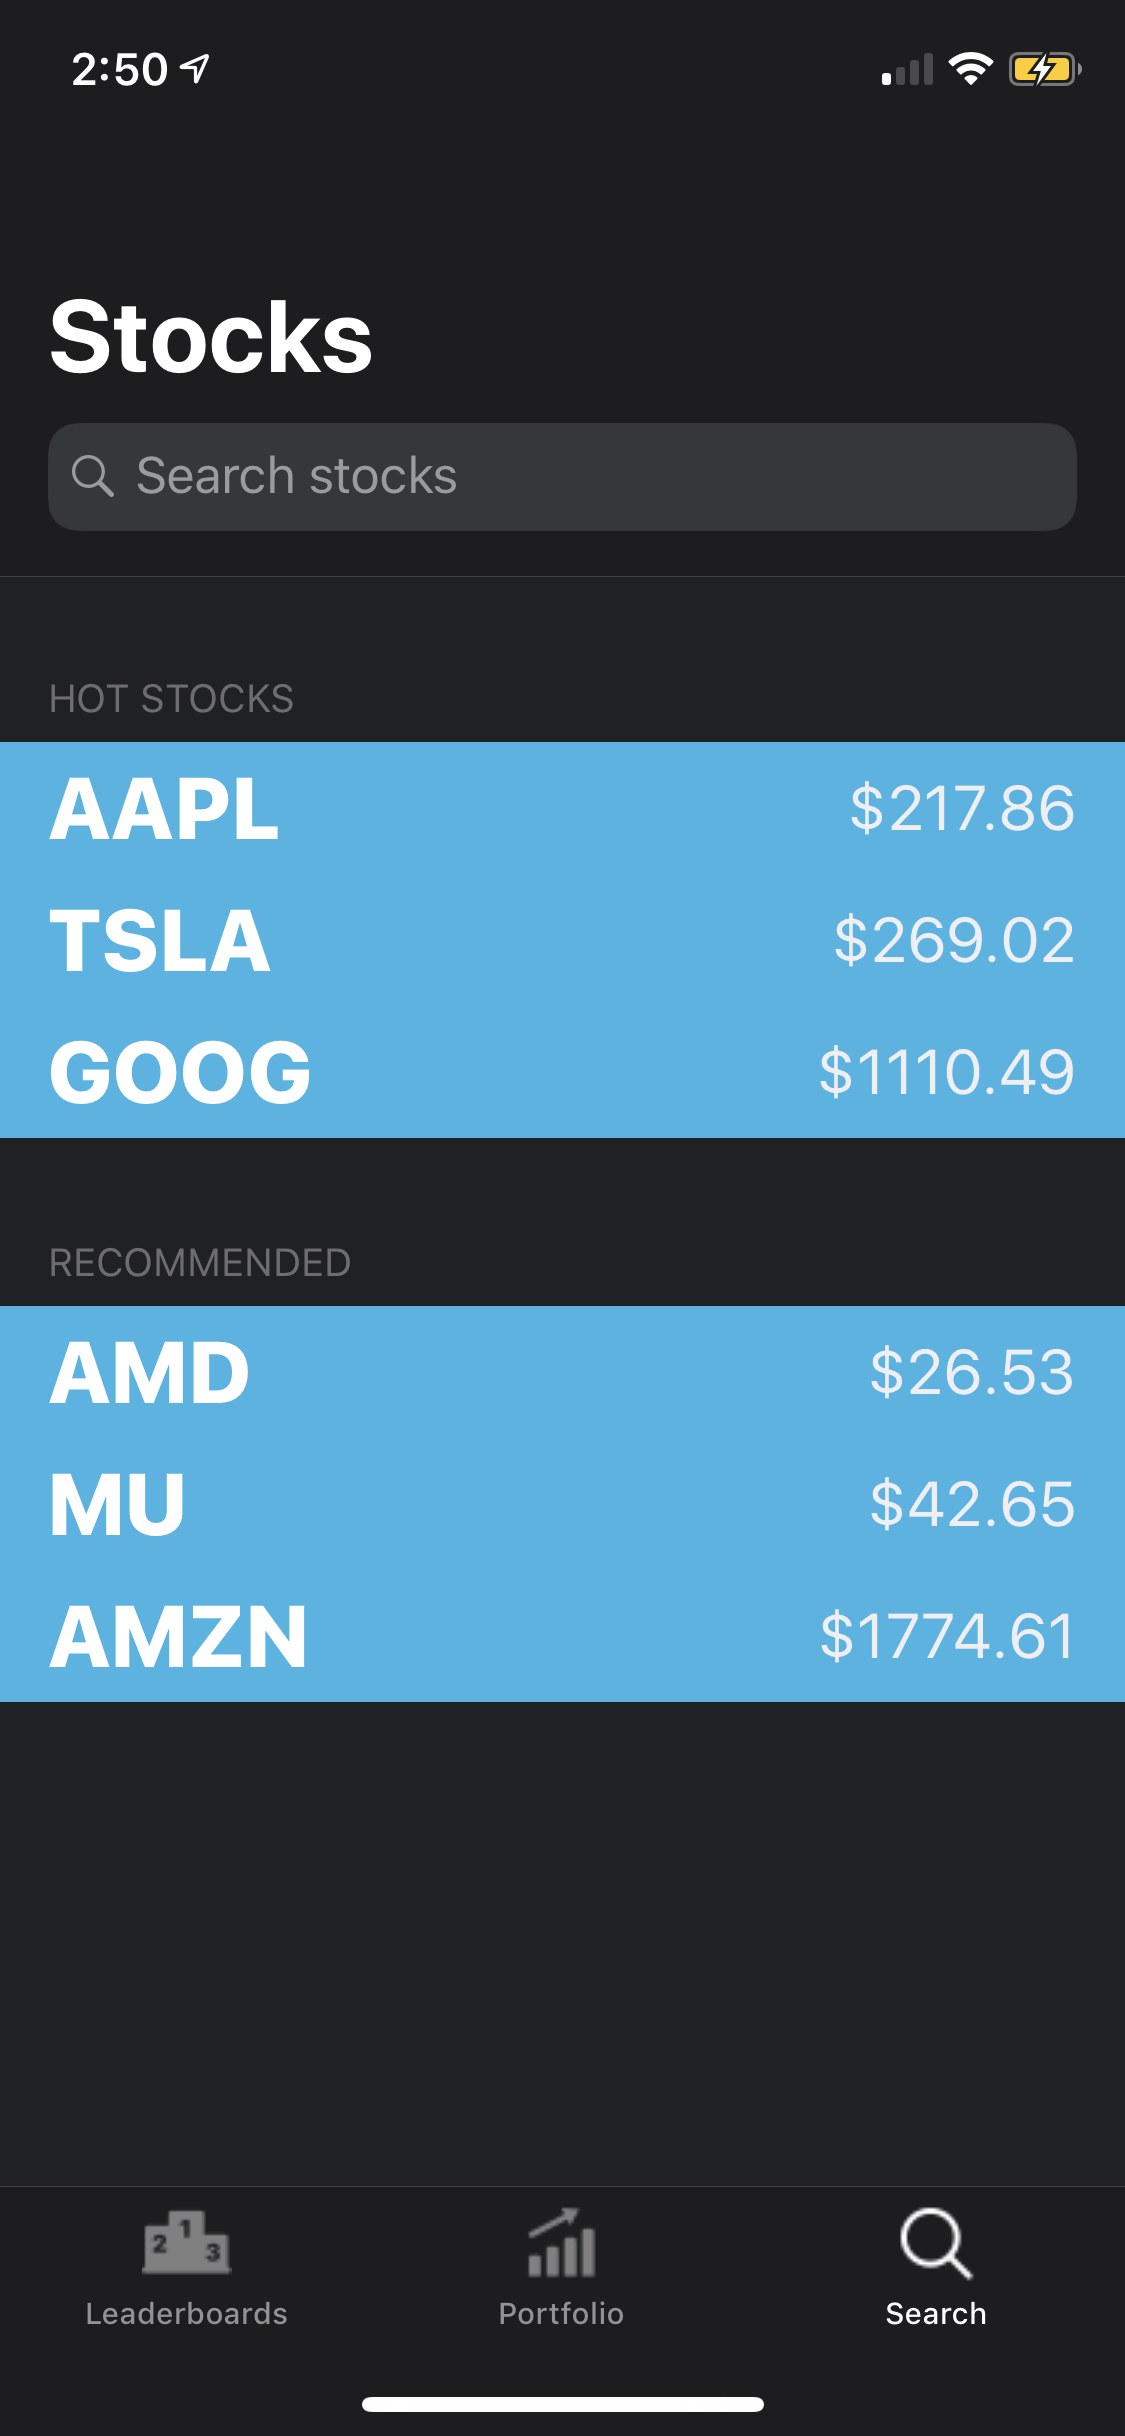 2:50
Stocks
Search stocks
HOT STOCKS
AAPL $217.86
TSLA $269.02
GOOG $1110.49
RECOMMENDED
AMD $26.53
MU $42.65
AMZN $1774.61
2 1 3
Leaderboards Portfolio Search